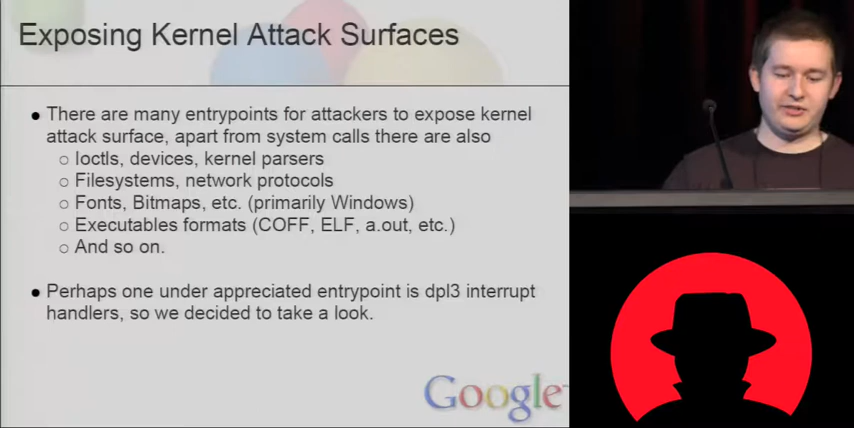 Exposing Kernel Attack Surfaces
● There are many entrypoints for attackers to expose kernel
attack surface, apart from system calls there are also
○ Ioctls, devices, kernel parsers
○ Filesystems, network protocols
○ Fonts, Bitmaps, etc. (primarily Windows)
○ Executables formats (COFF, ELF, a.out, etc.)
○ And so on.
● Perhaps one under appreciated entrypoint is dpl3 interrupt
handlers, so we decided to take a look.
Google